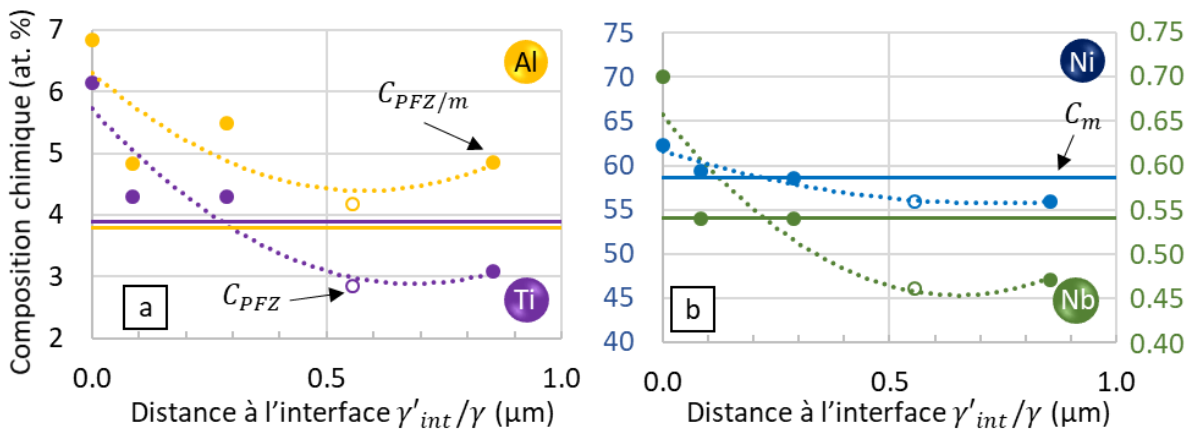 Composition chimique (at. %)
7
6
5
4
3
2
Al
C_{PFZ/m}
C_{PFZ}
a
Ti
0.0
0.5
1.0
Distance à l'interface γ'_{int}/γ (µm)
75
70
65
60
55
50
45
40
Ni
C_m
b
Nb
0.75
0.70
0.65
0.60
0.55
0.50
0.45
0.40
0.0
0.5
1.0
Distance à l'interface γ'_{int}/γ (µm)